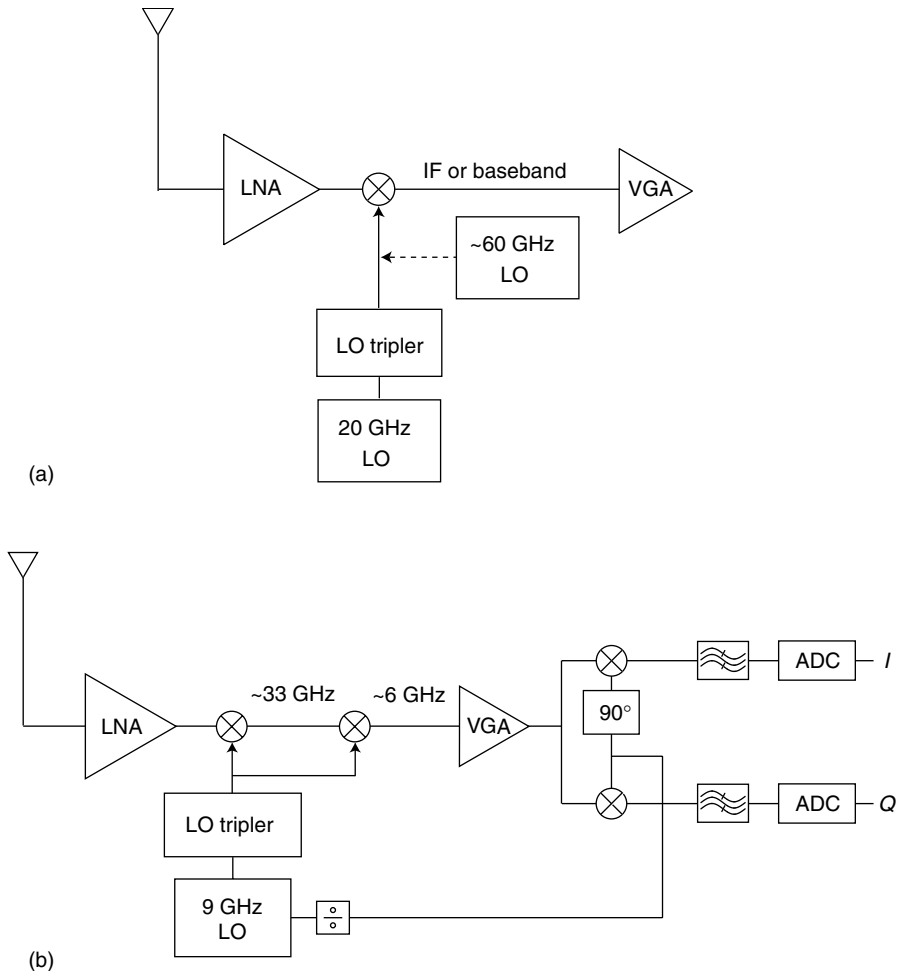 LNA
IF or baseband
VGA
~60 GHz
LO
LO tripler
20 GHz
LO
(a)
~33 GHz
~6 GHz
LNA
VGA
90°
ADC
I
ADC
Q
LO tripler
9 GHz
LO
(b)